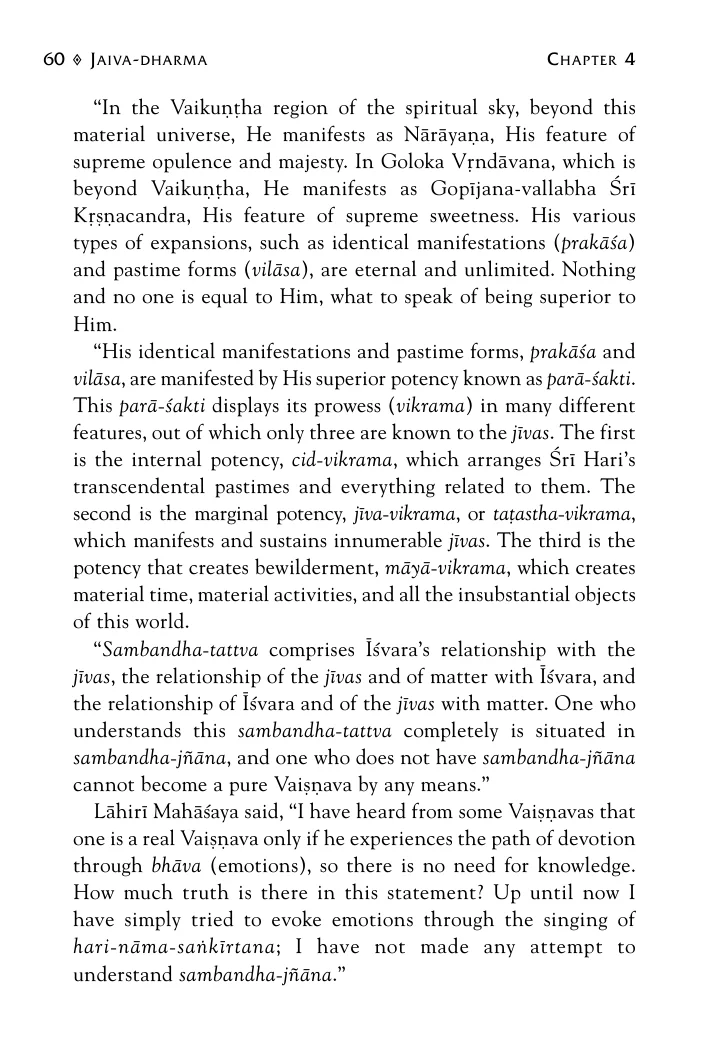 60 ◈ JAIVA-DHARMA CHAPTER 4
“In the Vaikuṇṭha region of the spiritual sky, beyond this
material universe, He manifests as Nārāyaṇa, His feature of
supreme opulence and majesty. In Goloka Vṛndāvana, which is
beyond Vaikuṇṭha, He manifests as Gopījana-vallabha Śrī
Kṛṣṇacandra, His feature of supreme sweetness. His various
types of expansions, such as identical manifestations (prakāśa)
and pastime forms (vilāsa), are eternal and unlimited. Nothing
and no one is equal to Him, what to speak of being superior to
Him.
“His identical manifestations and pastime forms, prakāśa and
vilāsa, are manifested by His superior potency known as parā-śakti.
This parā-śakti displays its prowess (vikrama) in many different
features, out of which only three are known to the jīvas. The first
is the internal potency, cid-vikrama, which arranges Śrī Hari’s
transcendental pastimes and everything related to them. The
second is the marginal potency, jīva-vikrama, or taṭastha-vikrama,
which manifests and sustains innumerable jīvas. The third is the
potency that creates bewilderment, māyā-vikrama, which creates
material time, material activities, and all the insubstantial objects
of this world.
“Sambandha-tattva comprises Īśvara’s relationship with the
jīvas, the relationship of the jīvas and of matter with Īśvara, and
the relationship of Īśvara and of the jīvas with matter. One who
understands this sambandha-tattva completely is situated in
sambandha-jñāna, and one who does not have sambandha-jñāna
cannot become a pure Vaiṣṇava by any means.”
Lāhirī Mahāśaya said, “I have heard from some Vaiṣṇavas that
one is a real Vaiṣṇava only if he experiences the path of devotion
through bhāva (emotions), so there is no need for knowledge.
How much truth is there in this statement? Up until now I
have simply tried to evoke emotions through the singing of
hari-nāma-saṅkīrtana; I have not made any attempt to
understand sambandha-jñāna.”